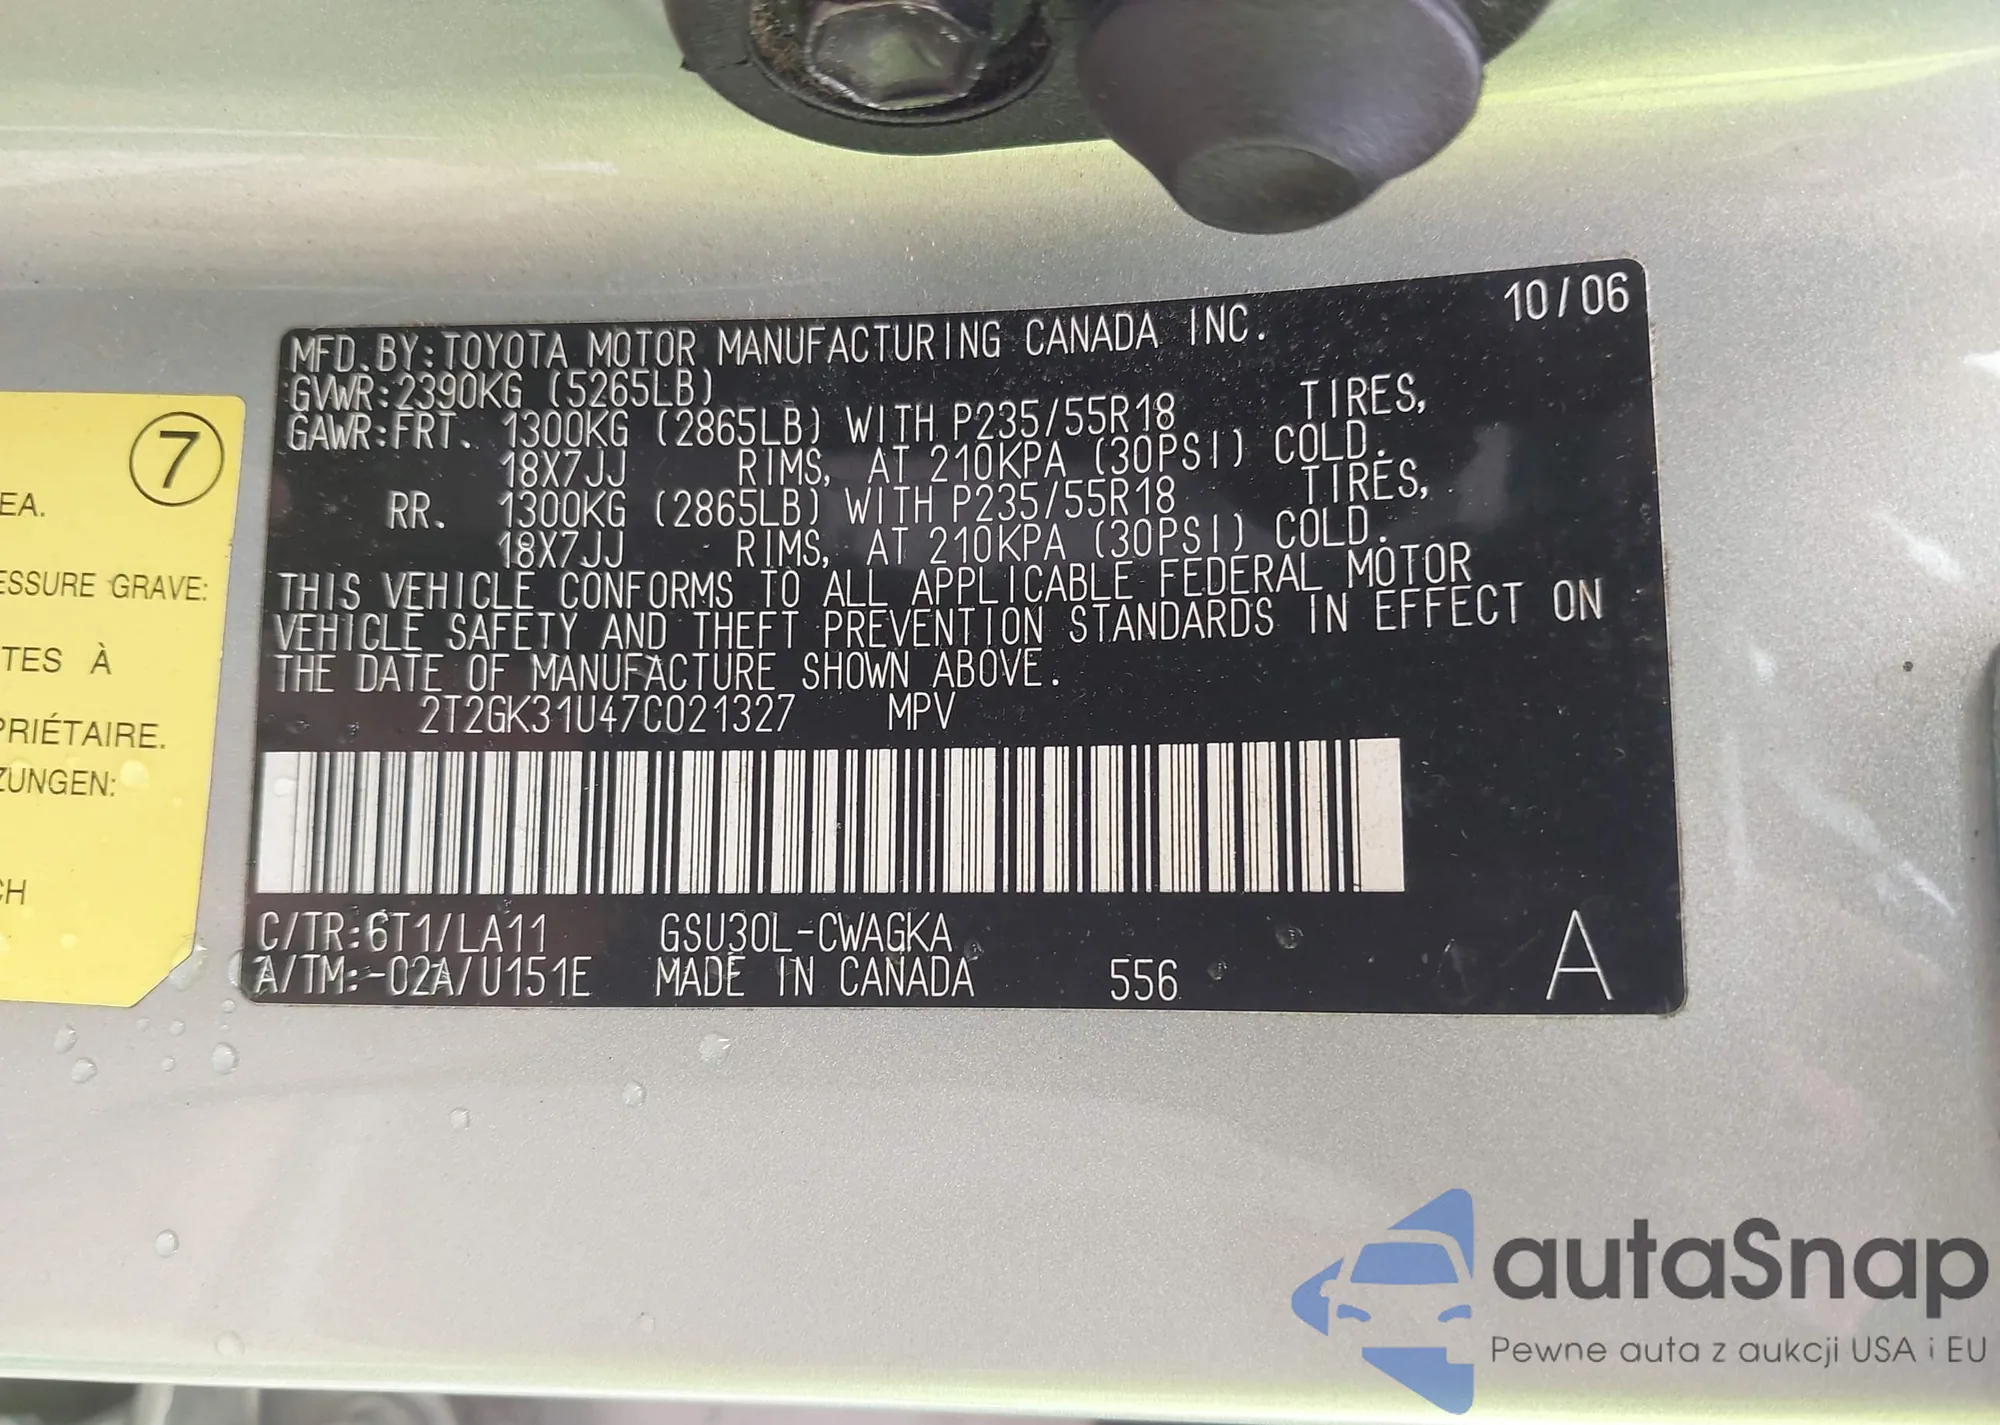 10/06
MFD.BY:TOYOTA MOTOR MANUFACTURING CANADA INC.
GVWR:2390KG (5265LB)
GAWR:FRT. 1300KG (2865LB) WITH P235/55R18 TIRES,
18X7JJ RIMS, AT 210KPA (30PSI) COLD.
RR. 1300KG (2865LB) WITH P235/55R18 TIRES,
18X7JJ RIMS, AT 210KPA (30PSI) COLD.
THIS VEHICLE CONFORMS TO ALL APPLICABLE FEDERAL MOTOR
VEHICLE SAFETY AND THEFT PREVENTION STANDARDS IN EFFECT ON
THE DATE OF MANUFACTURE SHOWN ABOVE.
2T2GK31U47C021327 MPV
C/TR:6T1/LA11 GSU30L-CWAGKA
A/TM:-02A/U151E MADE IN CANADA 556 A
7
EA.
ESSURE GRAVE:
TES À
PRIÉTAIRE.
ZUNGEN:
CH
autaSnap
Pewne auta z aukcji USA i EU